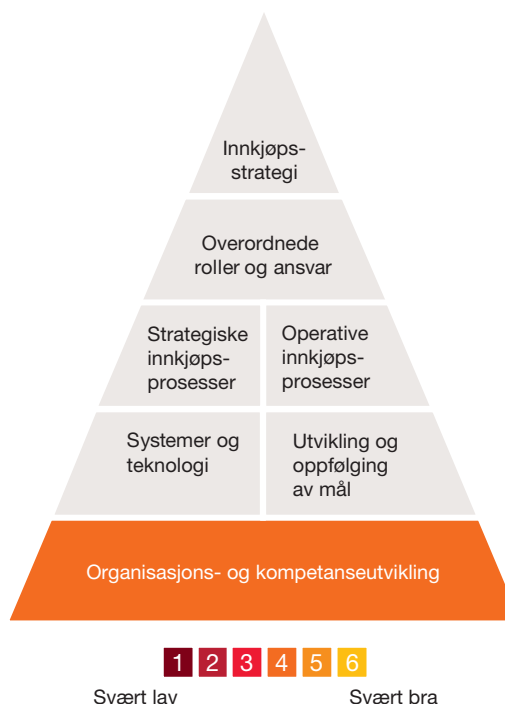 Innkjøps-
strategi
Overordnede
roller og ansvar
Strategiske
innkjøps-
prosesser
Operative
innkjøps-
prosesser
Systemer og
teknologi
Utvikling og
oppfølging
av mål
Organisasjons- og kompetanseutvikling
1 2 3 4 5 6
Svært lav Svært bra